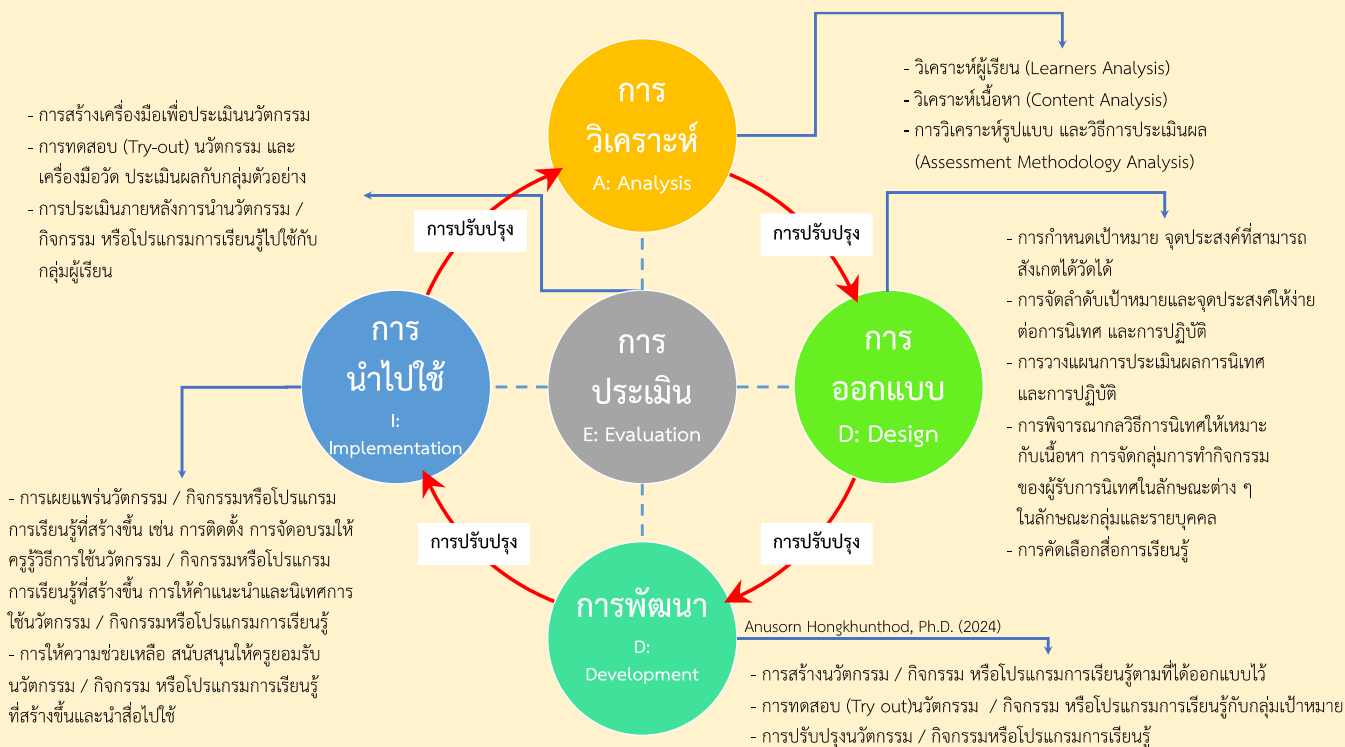 การ
วิเคราะห์
A: Analysis
- วิเคราะห์ผู้เรียน (Learners Analysis)
- วิเคราะห์เนื้อหา (Content Analysis)
- การวิเคราะห์รูปแบบ และวิธีการประเมินผล
(Assessment Methodology Analysis)
- การสร้างเครื่องมือเพื่อประเมินนวัตกรรม
- การทดสอบ (Try-out) นวัตกรรม และ
เครื่องมือวัด ประเมินผลกับกลุ่มตัวอย่าง
- การประเมินภายหลังการนำนวัตกรรม /
กิจกรรม หรือโปรแกรมการเรียนรู้ไปใช้กับ
กลุ่มผู้เรียน
การปรับปรุง
การปรับปรุง
- การกำหนดเป้าหมาย จุดประสงค์ที่สามารถ
สังเกตได้วัดได้
- การจัดลำดับเป้าหมายและจุดประสงค์ให้ง่าย
ต่อการนิเทศ และการปฏิบัติ
- การวางแผนการประเมินผลการนิเทศ
และการปฏิบัติ
- การพิจารณากลวิธีการนิเทศให้เหมาะ
กับเนื้อหา การจัดกลุ่มการทำกิจกรรม
ของผู้รับการนิเทศในลักษณะต่าง ๆ
ในลักษณะกลุ่มและรายบุคคล
- การคัดเลือกสื่อการเรียนรู้
การ
นำไปใช้
I:
Implementation
การ
ประเมิน
E: Evaluation
การ
ออกแบบ
D: Design
- การเผยแพร่นวัตกรรม / กิจกรรมหรือโปรแกรม
การเรียนรู้ที่สร้างขึ้น เช่น การติดตั้ง การจัดอบรมให้
ครูรู้วิธีการใช้นวัตกรรม / กิจกรรมหรือโปรแกรม
การเรียนรู้ที่สร้างขึ้น การให้คำแนะนำและนิเทศการ
ใช้นวัตกรรม / กิจกรรมหรือโปรแกรมการเรียนรู้
- การให้ความช่วยเหลือ สนับสนุนให้ครูยอมรับ
นวัตกรรม / กิจกรรม หรือโปรแกรมการเรียนรู้
ที่สร้างขึ้นและนำสื่อไปใช้
การปรับปรุง
การปรับปรุง
การพัฒนา
D:
Development
Anusorn Hongkhunthod, Ph.D. (2024)
- การสร้างนวัตกรรม / กิจกรรม หรือโปรแกรมการเรียนรู้ตามที่ได้ออกแบบไว้
- การทดสอบ (Try out)นวัตกรรม / กิจกรรม หรือโปรแกรมการเรียนรู้กับกลุ่มเป้าหมาย
- การปรับปรุงนวัตกรรม / กิจกรรมหรือโปรแกรมการเรียนรู้